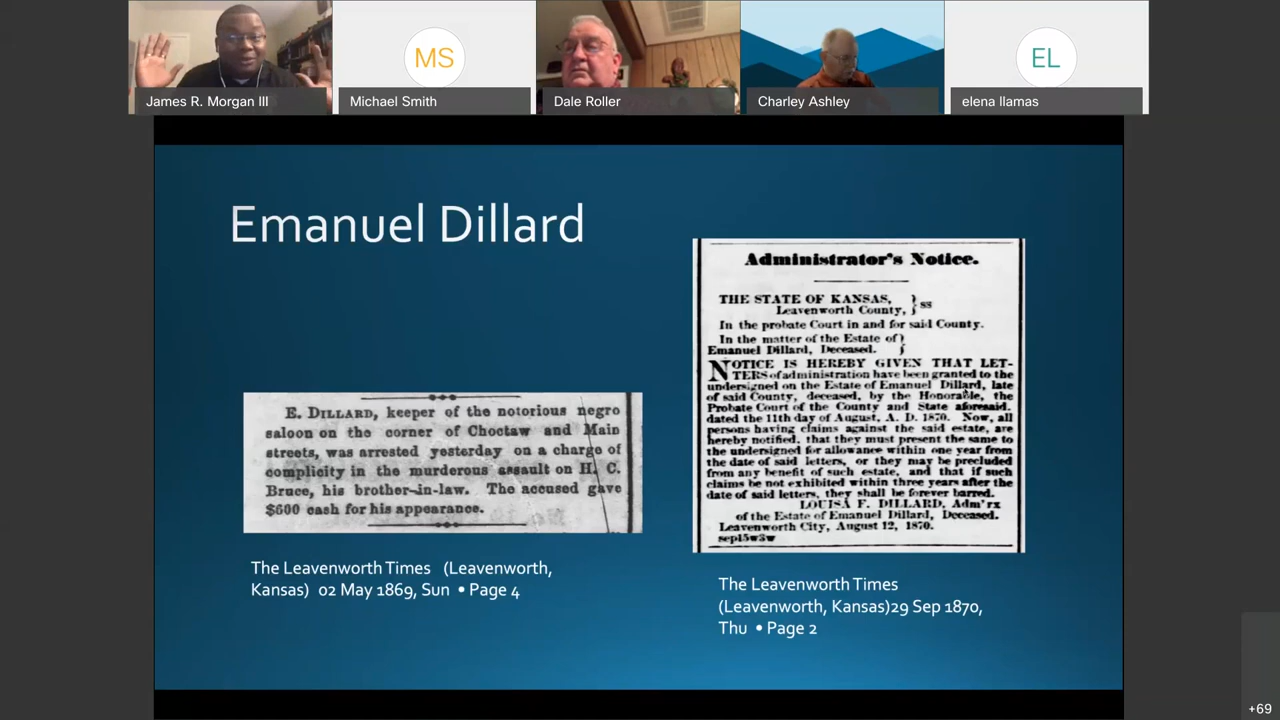 James R. Morgan III
MS
Michael Smith
Dale Roller
Charley Ashley
EL
elena llamas
Emanuel Dillard
E. DILLARD, keeper of the notorious negro
saloon on the corner of Choctaw and Main
streets, was arrested yesterday on a charge of
complicity in the murderous assault on H. C.
Bruce, his brother-in-law. The accused gave
$600 cash for his appearance.
The Leavenworth Times (Leavenworth,
Kansas) 02 May 1869, Sun • Page 4
Administrator's Notice.
THE STATE OF KANSAS, } ss
Leavenworth County, }
In the probate Court in and for said County.
In the matter of the Estate of }
Emanuel Dillard, Deceased. }
NOTICE IS HEREBY GIVEN THAT LET-
TERS of administration have been granted to the
undersigned on the Estate of Emanuel Dillard, late
of said County, deceased, by the Honorable, the
Probate Court of the County and State aforesaid.
dated the 11th day of August, A. D. 1870. Now, all
persons having claims against the said estate, are
hereby notified, that they must present the same to
the undersigned for allowance within one year from
the date of said letters, or they may be precluded
from any benefit of such estate, and that if such
claims be not exhibited within three years after the
date of said letters, they shall be forever barred.
LOUISA F. DILLARD, Adm'rx
of the Estate of Emanuel Dillard, Deceased.
Leavenworth City, August 12, 1870.
sep15w3w
The Leavenworth Times
(Leavenworth, Kansas)29 Sep 1870,
Thu • Page 2
+69